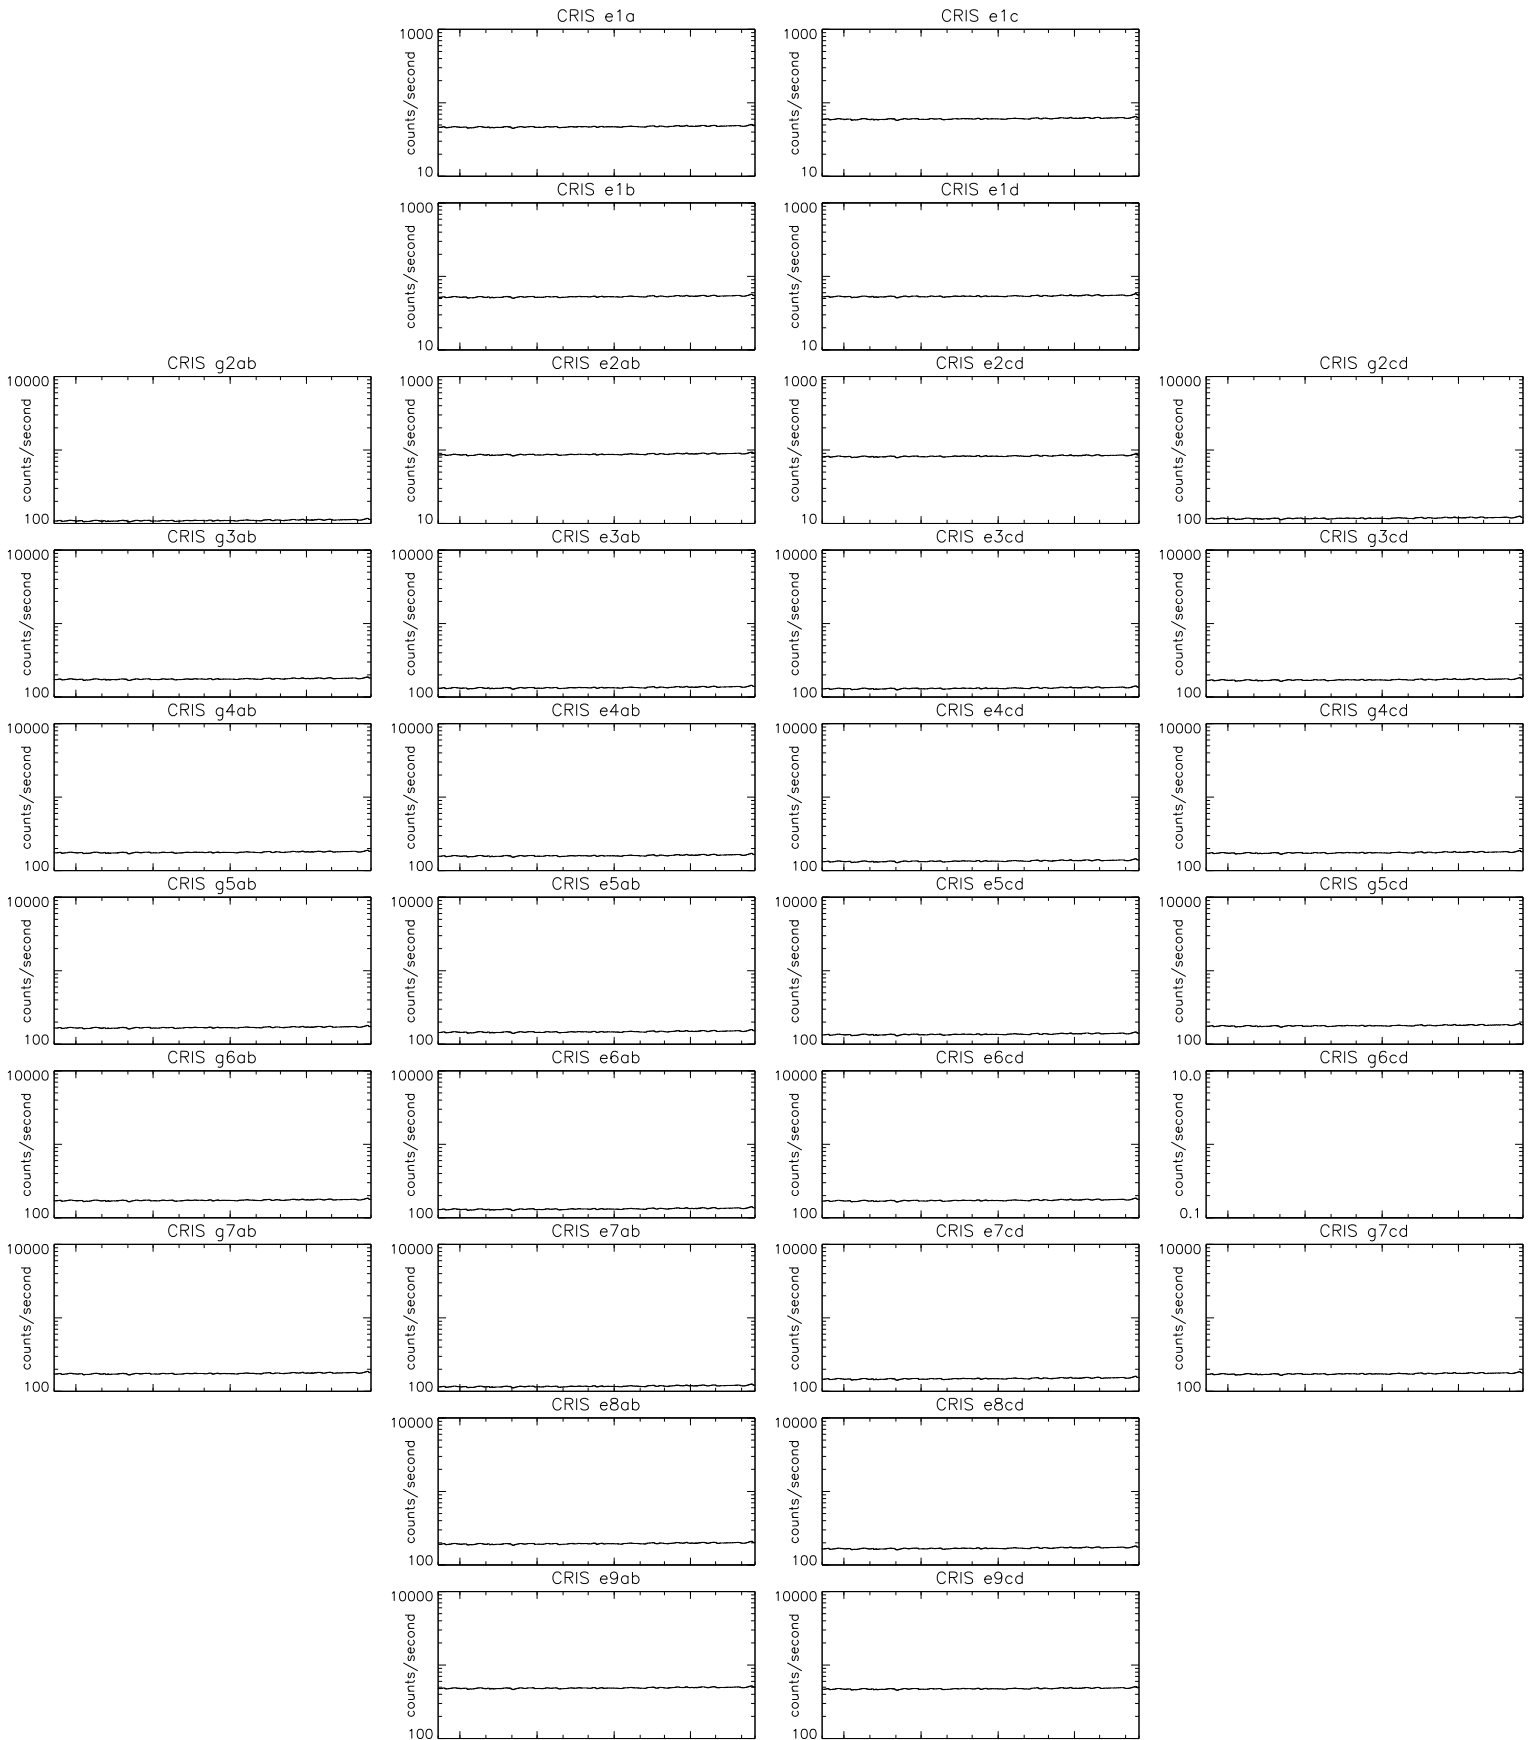 CRIS e1a
1000
counts/second
10
CRIS e1c
1000
counts/second
10
CRIS e1b
1000
counts/second
10
CRIS e1d
1000
counts/second
10
CRIS g2ab
10000
counts/second
100
CRIS e2ab
1000
counts/second
10
CRIS e2cd
1000
counts/second
10
CRIS g2cd
10000
counts/second
100
CRIS g3ab
10000
counts/second
100
CRIS e3ab
10000
counts/second
100
CRIS e3cd
10000
counts/second
100
CRIS g3cd
10000
counts/second
100
CRIS g4ab
10000
counts/second
100
CRIS e4ab
10000
counts/second
100
CRIS e4cd
10000
counts/second
100
CRIS g4cd
10000
counts/second
100
CRIS g5ab
10000
counts/second
100
CRIS e5ab
10000
counts/second
100
CRIS e5cd
10000
counts/second
100
CRIS g5cd
10000
counts/second
100
CRIS g6ab
10000
counts/second
100
CRIS e6ab
10000
counts/second
100
CRIS e6cd
10000
counts/second
100
CRIS g6cd
10.0
counts/second
0.1
CRIS g7ab
10000
counts/second
100
CRIS e7ab
10000
counts/second
100
CRIS e7cd
10000
counts/second
100
CRIS g7cd
10000
counts/second
100
CRIS e8ab
10000
counts/second
100
CRIS e8cd
10000
counts/second
100
CRIS e9ab
10000
counts/second
100
CRIS e9cd
10000
counts/second
100